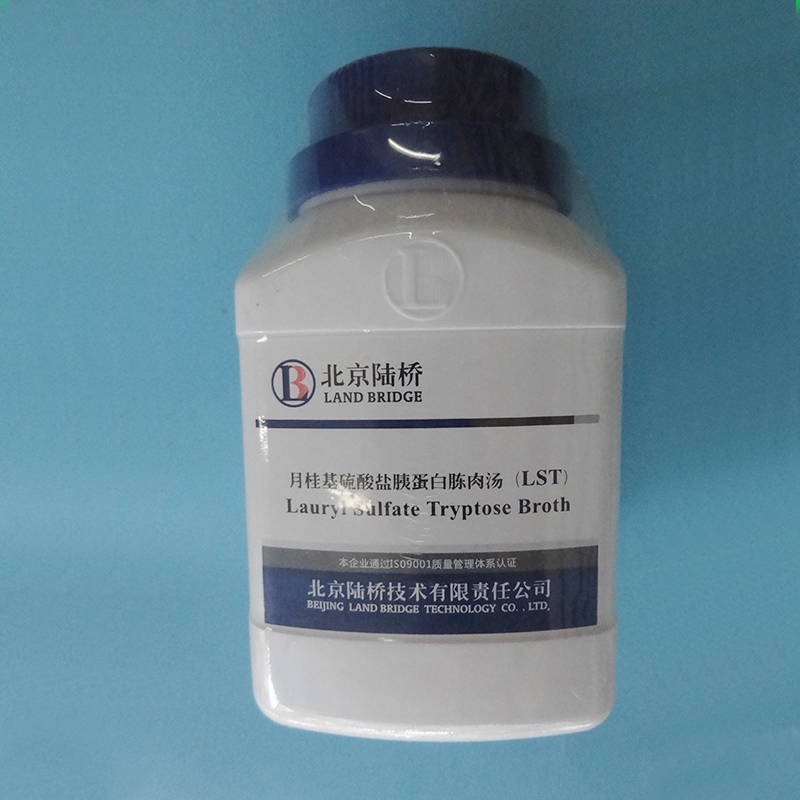 L
LB 北京陆桥
LAND BRIDGE
月桂基硫酸盐胰蛋白胨肉汤 (LST)
Lauryl Sulfate Tryptose Broth
本企业通过ISO9001质量管理体系认证
北京陆桥技术有限责任公司
BEIJING LAND BRIDGE TECHNOLOGY CO.,LTD.